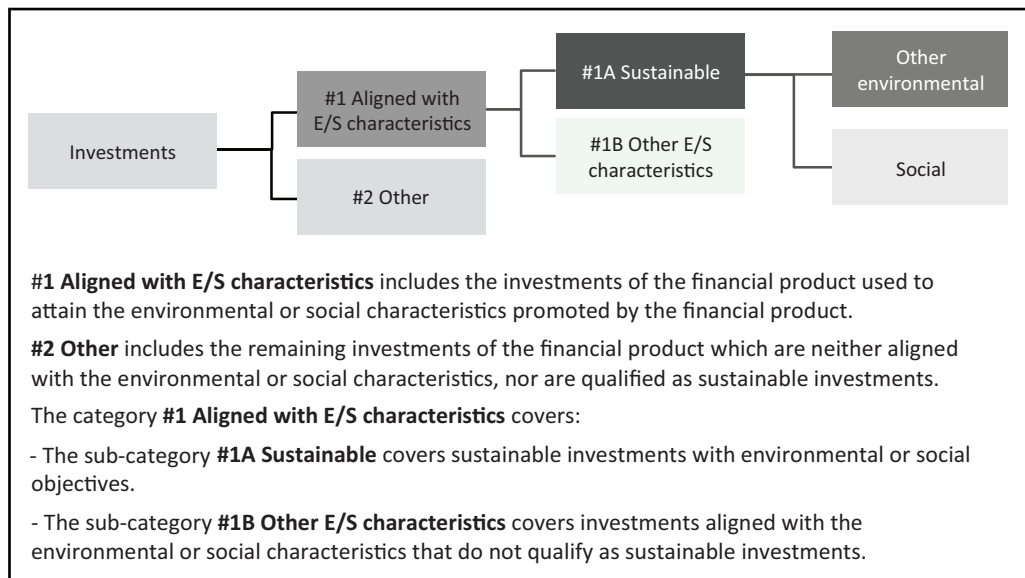 Investments
#1 Aligned with
E/S characteristics
#2 Other
#1A Sustainable
#1B Other E/S
characteristics
Other
environmental
Social
#1 Aligned with E/S characteristics includes the investments of the financial product used to
attain the environmental or social characteristics promoted by the financial product.
#2 Other includes the remaining investments of the financial product which are neither aligned
with the environmental or social characteristics, nor are qualified as sustainable investments.
The category #1 Aligned with E/S characteristics covers:
- The sub-category #1A Sustainable covers sustainable investments with environmental or social
objectives.
- The sub-category #1B Other E/S characteristics covers investments aligned with the
environmental or social characteristics that do not qualify as sustainable investments.